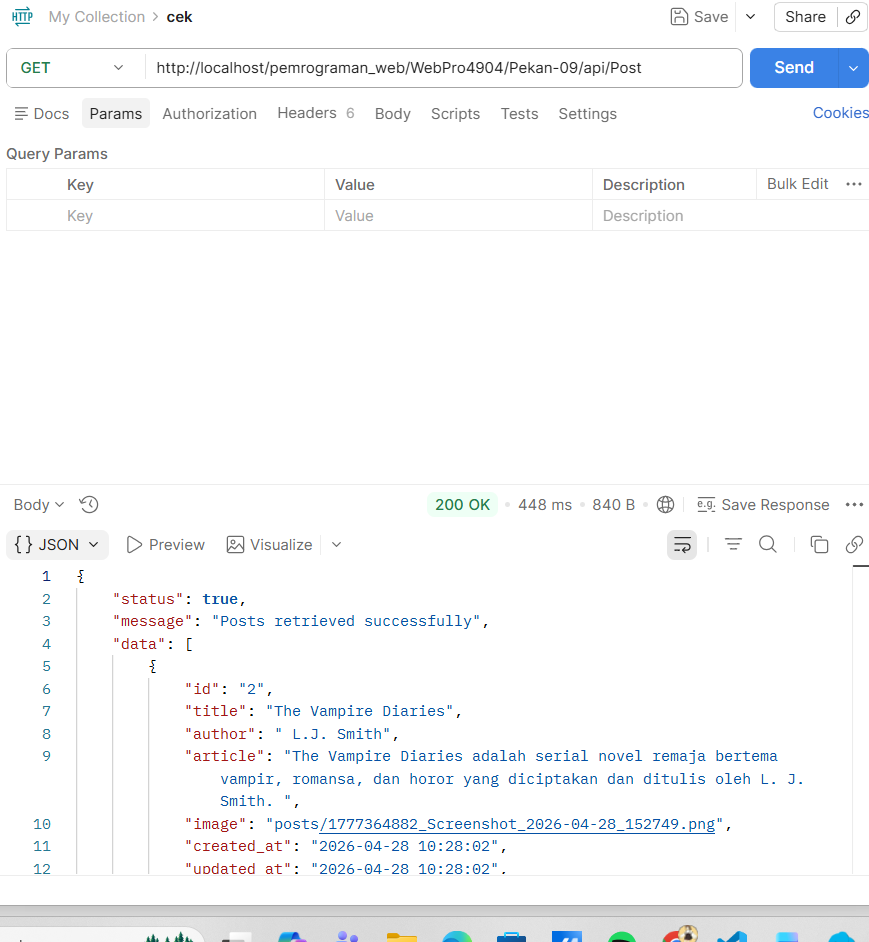 HTTP My Collection > cek Save Share
GET http://localhost/pemrograman_web/WebPro4904/Pekan-09/api/Post Send
Docs Params Authorization Headers 6 Body Scripts Tests Settings Cookies
Query Params
Key Value Description Bulk Edit ...
Key Value Description
Body 200 OK • 448 ms • 840 B • e.g. Save Response ...
{} JSON Preview Visualize
1 {
2 "status": true,
3 "message": "Posts retrieved successfully",
4 "data": [
5 {
6 "id": "2",
7 "title": "The Vampire Diaries",
8 "author": " L.J. Smith",
9 "article": "The Vampire Diaries adalah serial novel remaja bertema
vampir, romansa, dan horor yang diciptakan dan ditulis oleh L. J.
Smith. ",
10 "image": "posts/1777364882_Screenshot_2026-04-28_152749.png",
11 "created_at": "2026-04-28 10:28:02",
12 "updated_at": "2026-04-28 10:28:02",